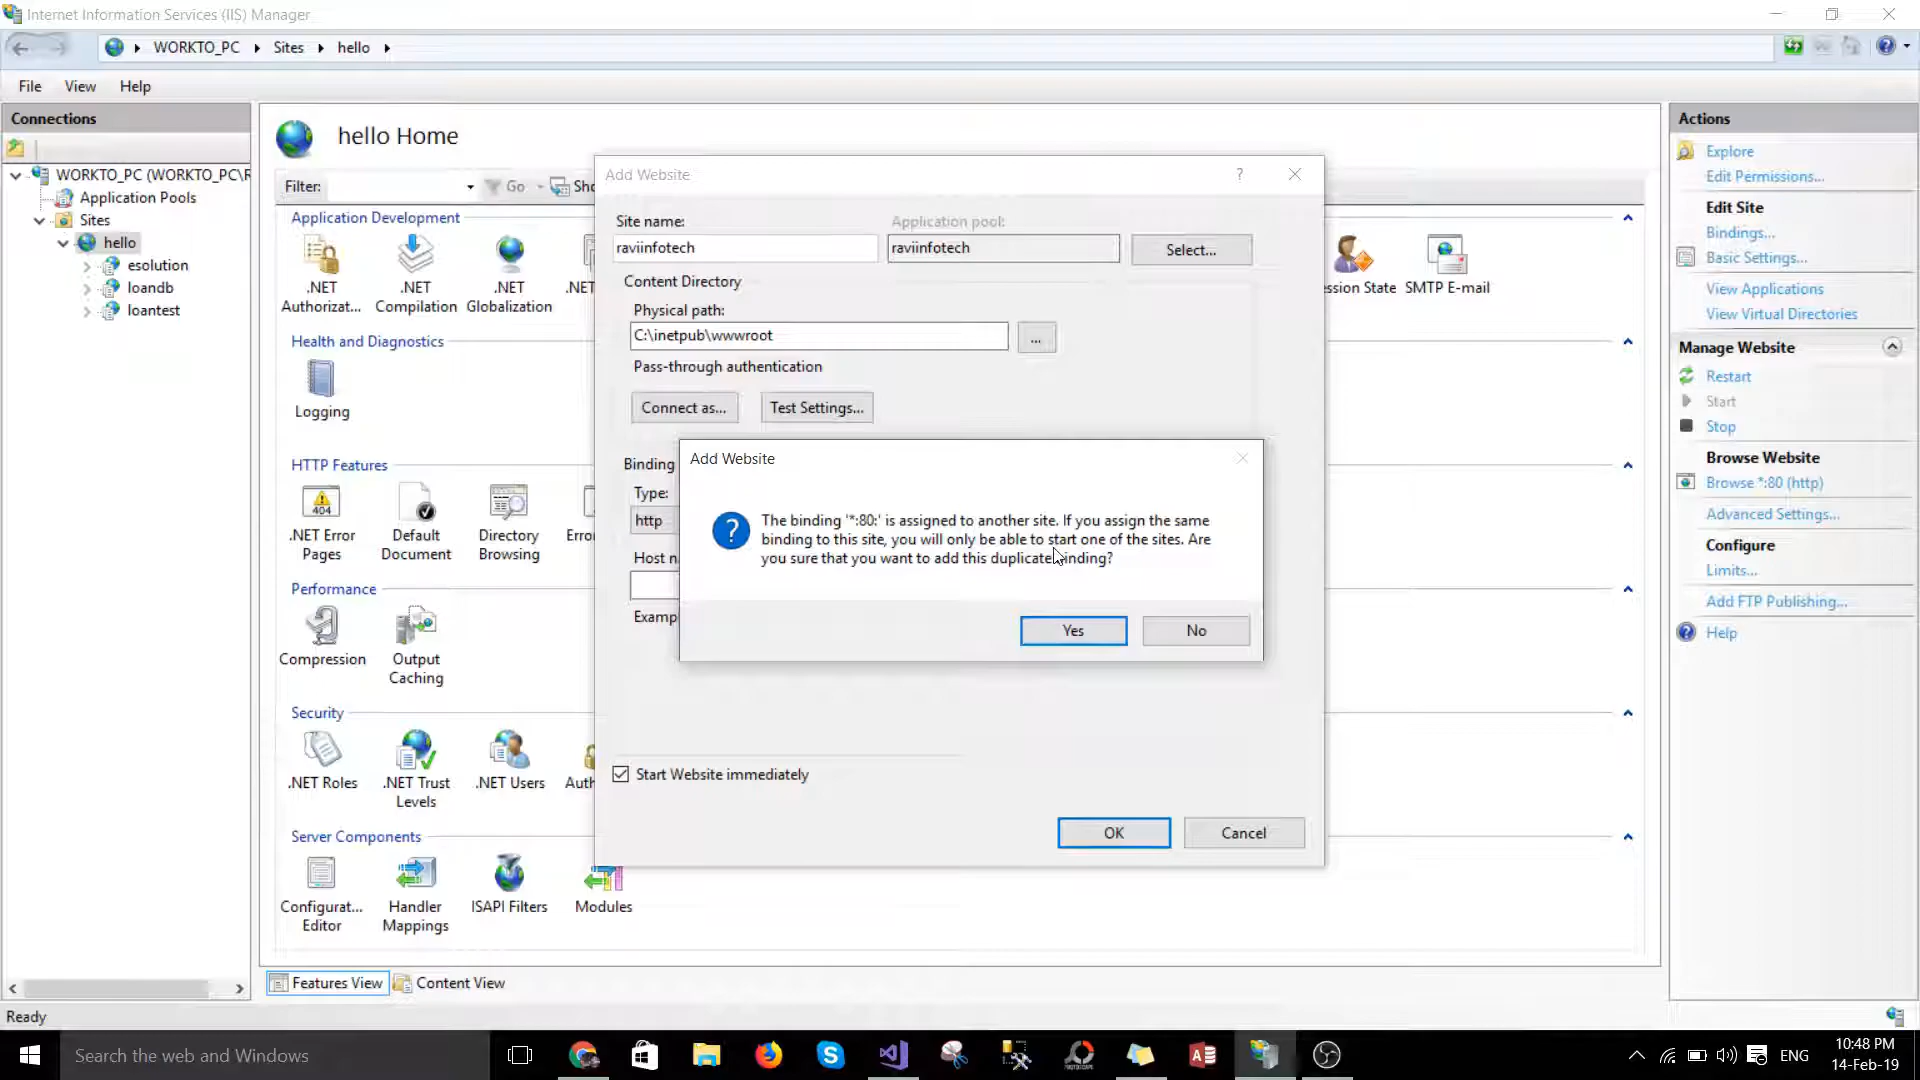 Internet Information Services (IIS) Manager
WORKTO_PC
Sites
hello
File View Help
Connections
WORKTO_PC (WORKTO_PC\R
Application Pools
Sites
hello
esolution
loandb
loantest
hello Home
Filter:
Go
Sho
Application Development
.NET
Authorizat...
.NET
Compilation
.NET
Globalization
.NET
ession State
SMTP E-mail
Health and Diagnostics
Logging
HTTP Features
.NET Error
Pages
Default
Document
Directory
Browsing
Erro
Performance
Compression
Output
Caching
Security
.NET Roles
.NET Trust
Levels
.NET Users
Auth
Server Components
Configurat...
Editor
Handler
Mappings
ISAPI Filters
Modules
Features View
Content View
Ready
Add Website
?
Site name:
Application pool:
raviinfotech
raviinfotech
Select...
Content Directory
Physical path:
C:\inetpub\wwwroot
...
Pass-through authentication
Connect as...
Test Settings...
Binding
Type:
http
Host n
Examp
Start Website immediately
OK
Cancel
Add Website
The binding '*:80:' is assigned to another site. If you assign the same
binding to this site, you will only be able to start one of the sites. Are
you sure that you want to add this duplicate binding?
Yes
No
Actions
Explore
Edit Permissions...
Edit Site
Bindings...
Basic Settings...
View Applications
View Virtual Directories
Manage Website
Restart
Start
Stop
Browse Website
Browse *:80 (http)
Advanced Settings...
Configure
Limits...
Add FTP Publishing...
Help
Search the web and Windows
ENG
10:48 PM
14-Feb-19